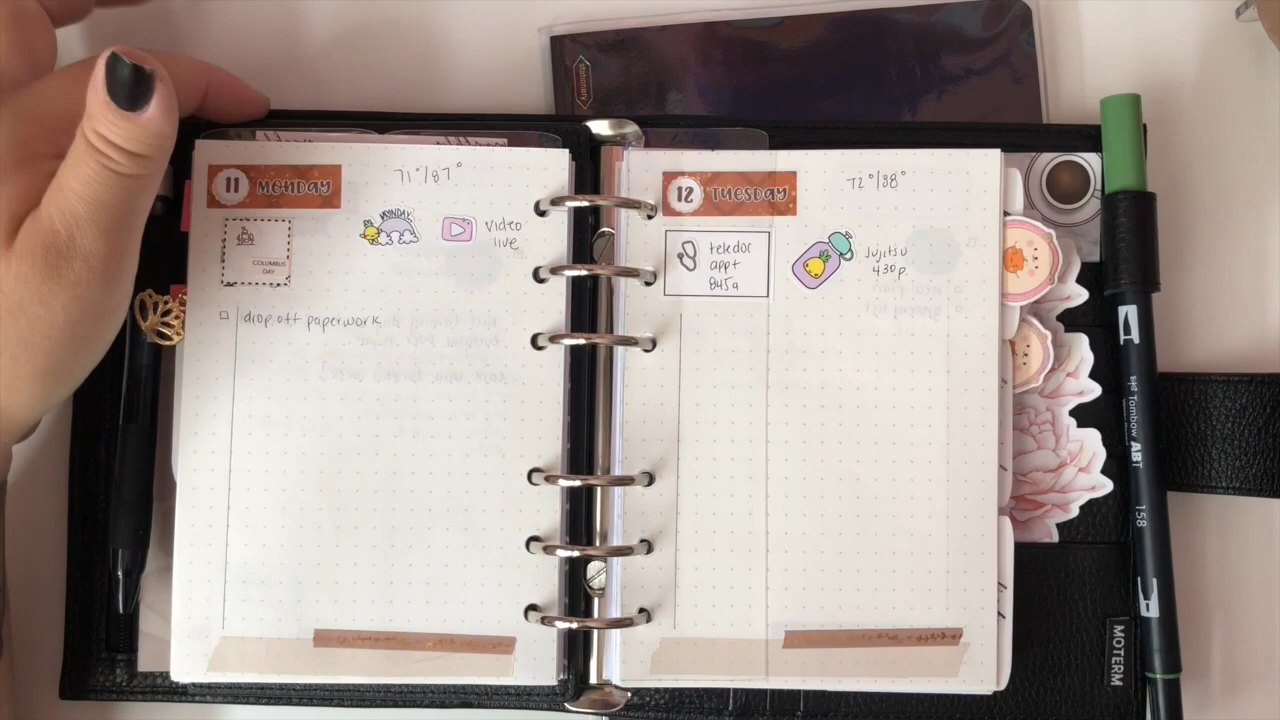 stationery
11 MONDAY
71°/87°
MONDAY
video
live
COLUMBUS
DAY
drop off paperwork
12 TUESDAY
72°/88°
teledoc
appt
845a
Jujitsu
430p
Tombow ABT
158
MOTERM